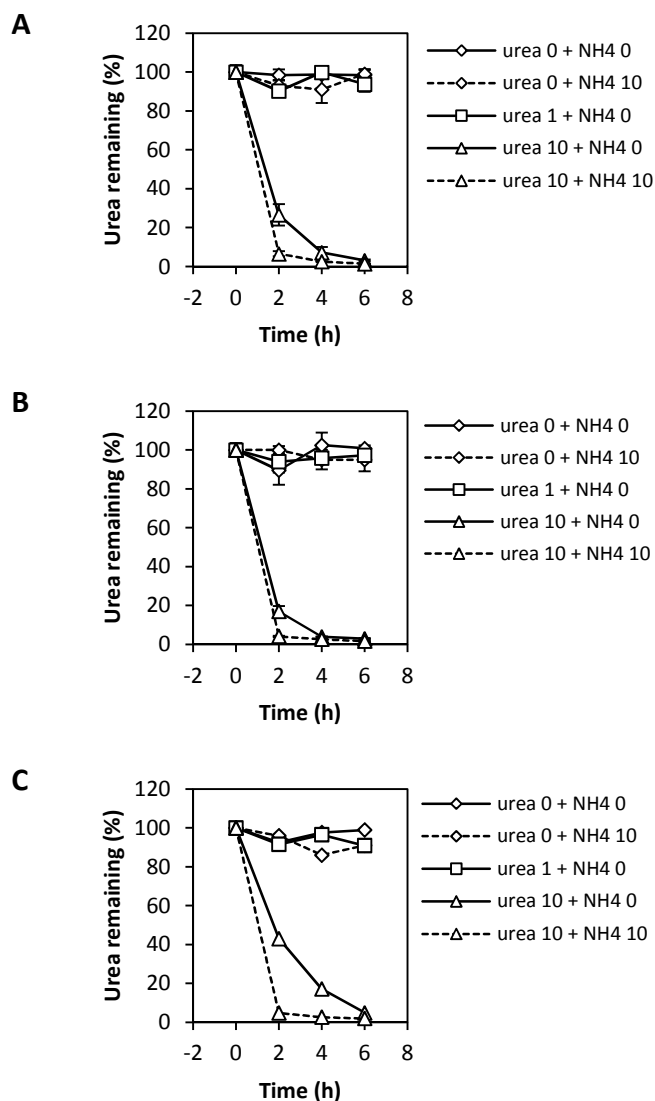 A
Urea remaining (%)
120
100
80
60
40
20
0
-2 0 2 4 6 8
Time (h)
urea 0 + NH4 0
urea 0 + NH4 10
urea 1 + NH4 0
urea 10 + NH4 0
urea 10 + NH4 10
B
Urea remaining (%)
120
100
80
60
40
20
0
-2 0 2 4 6 8
Time (h)
urea 0 + NH4 0
urea 0 + NH4 10
urea 1 + NH4 0
urea 10 + NH4 0
urea 10 + NH4 10
C
Urea remaining (%)
120
100
80
60
40
20
0
-2 0 2 4 6 8
Time (h)
urea 0 + NH4 0
urea 0 + NH4 10
urea 1 + NH4 0
urea 10 + NH4 0
urea 10 + NH4 10